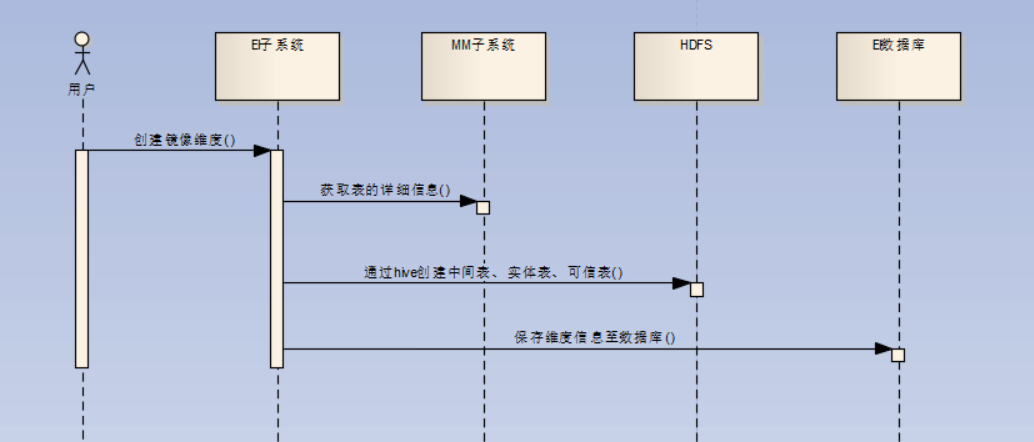 用户
EI子系统
MM子系统
HDFS
EI数据库
创建镜像维度()
获取表的详细信息()
通过hive创建中间表、实体表、可信表()
保存维度信息至数据库()